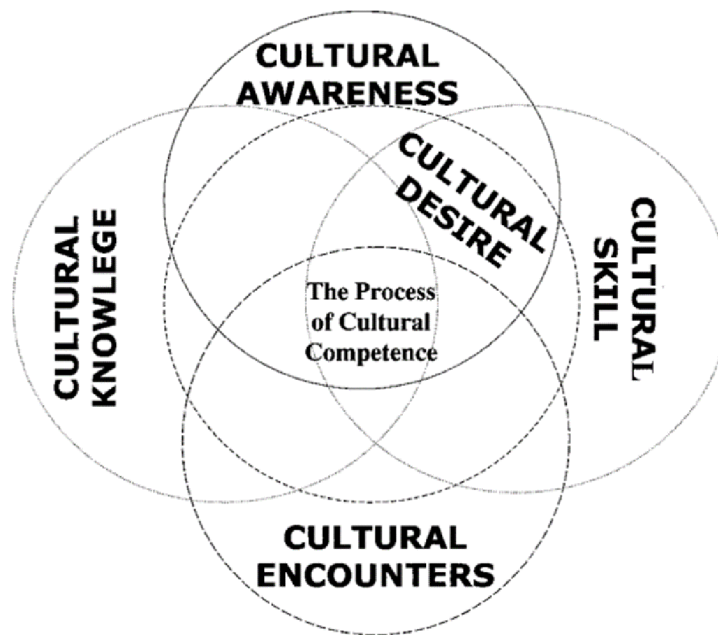 CULTURAL
AWARENESS
CULTURAL
DESIRE
CULTURAL
KNOWLEGE
The Process
of Cultural
Competence
CULTURAL
SKILL
CULTURAL
ENCOUNTERS